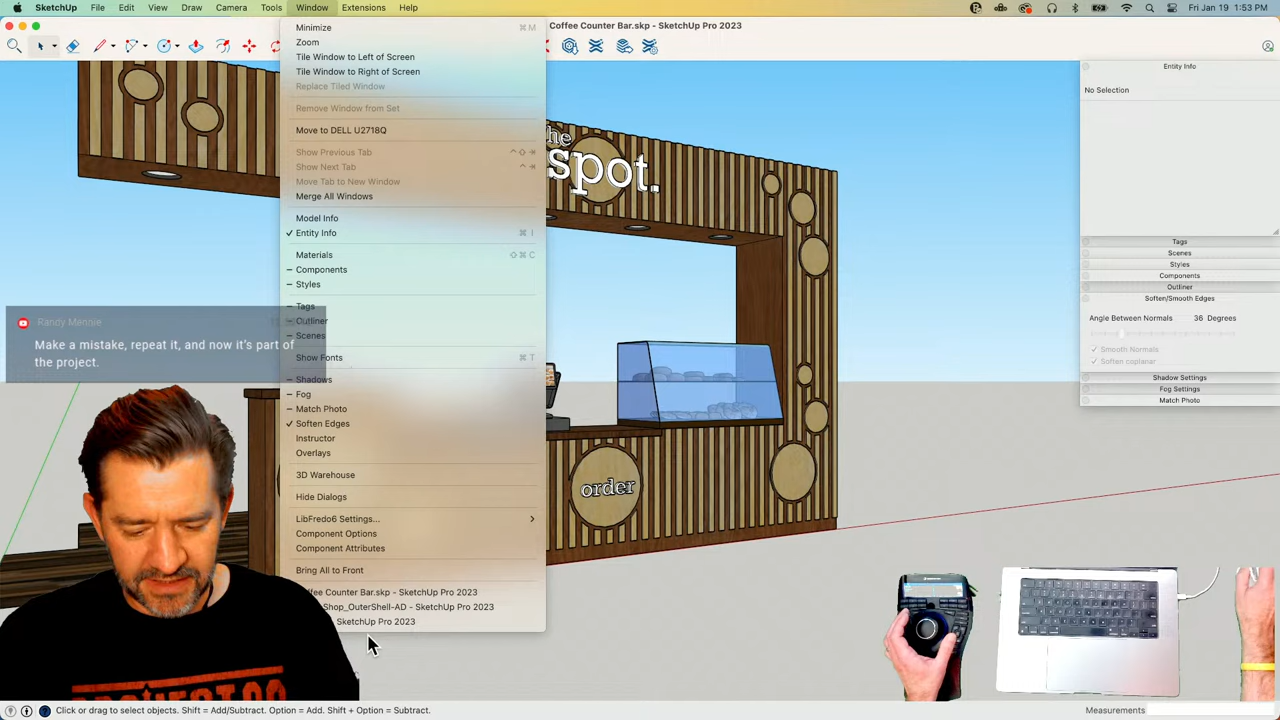 SketchUp File Edit View Draw Camera Tools Window Extensions Help
Fri Jan 19 1:53 PM
Coffee Counter Bar.skp - SketchUp Pro 2023
Minimize ⌘ M
Zoom
Tile Window to Left of Screen
Tile Window to Right of Screen
Replace Tiled Window
Remove Window from Set
Move to DELL U2718Q
Show Previous Tab
Show Next Tab
Move Tab to New Window
Merge All Windows
Model Info
✓ Entity Info ⌘ I
Materials ⇧ ⌘ C
Components
Styles
Tags
Outliner
Scenes
Show Fonts ⌘ T
Shadows
Fog
Match Photo
✓ Soften Edges
Instructor
Overlays
3D Warehouse
Hide Dialogs
LibFredo6 Settings...
Component Options
Component Attributes
Bring All to Front
ffee Counter Bar.skp - SketchUp Pro 2023
Shop_OuterShell-AD - SketchUp Pro 2023
SketchUp Pro 2023
Randy Mennie
Make a mistake, repeat it, and now it's part of
the project.
the
spot.
order
Entity Info
No Selection
Tags
Scenes
Styles
Components
Outliner
Soften/Smooth Edges
Angle Between Normals 36 Degrees
✓ Smooth Normals
✓ Soften coplanar
Shadow Settings
Fog Settings
Match Photo
Click or drag to select objects. Shift = Add/Subtract. Option = Add. Shift + Option = Subtract.
Measurements